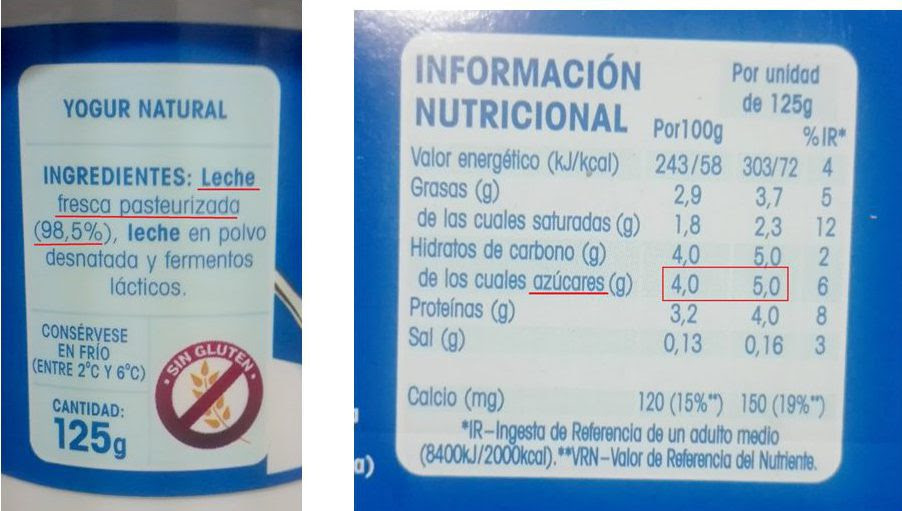 YOGUR NATURAL
INGREDIENTES: Leche
fresca pasteurizada
(98,5%), leche en polvo
desnatada y fermentos
lácticos.
CONSÉRVESE
EN FRÍO
(ENTRE 2°C Y 6°C)
SIN GLUTEN
CANTIDAD:
125g
INFORMACIÓN
NUTRICIONAL
Por unidad
de 125g
Por100g
%IR*
Valor energético (kJ/kcal) 243/58 303/72 4
Grasas (g) 2,9 3,7 5
de las cuales saturadas (g) 1,8 2,3 12
Hidratos de carbono (g) 4,0 5,0 2
de los cuales azúcares (g) 4,0 5,0 6
Proteínas (g) 3,2 4,0 8
Sal (g) 0,13 0,16 3
Calcio (mg) 120 (15%**) 150 (19%**)
*IR-Ingesta de Referencia de un adulto medio
(8400kJ/2000kcal).**VRN-Valor de Referencia del Nutriente.
a)